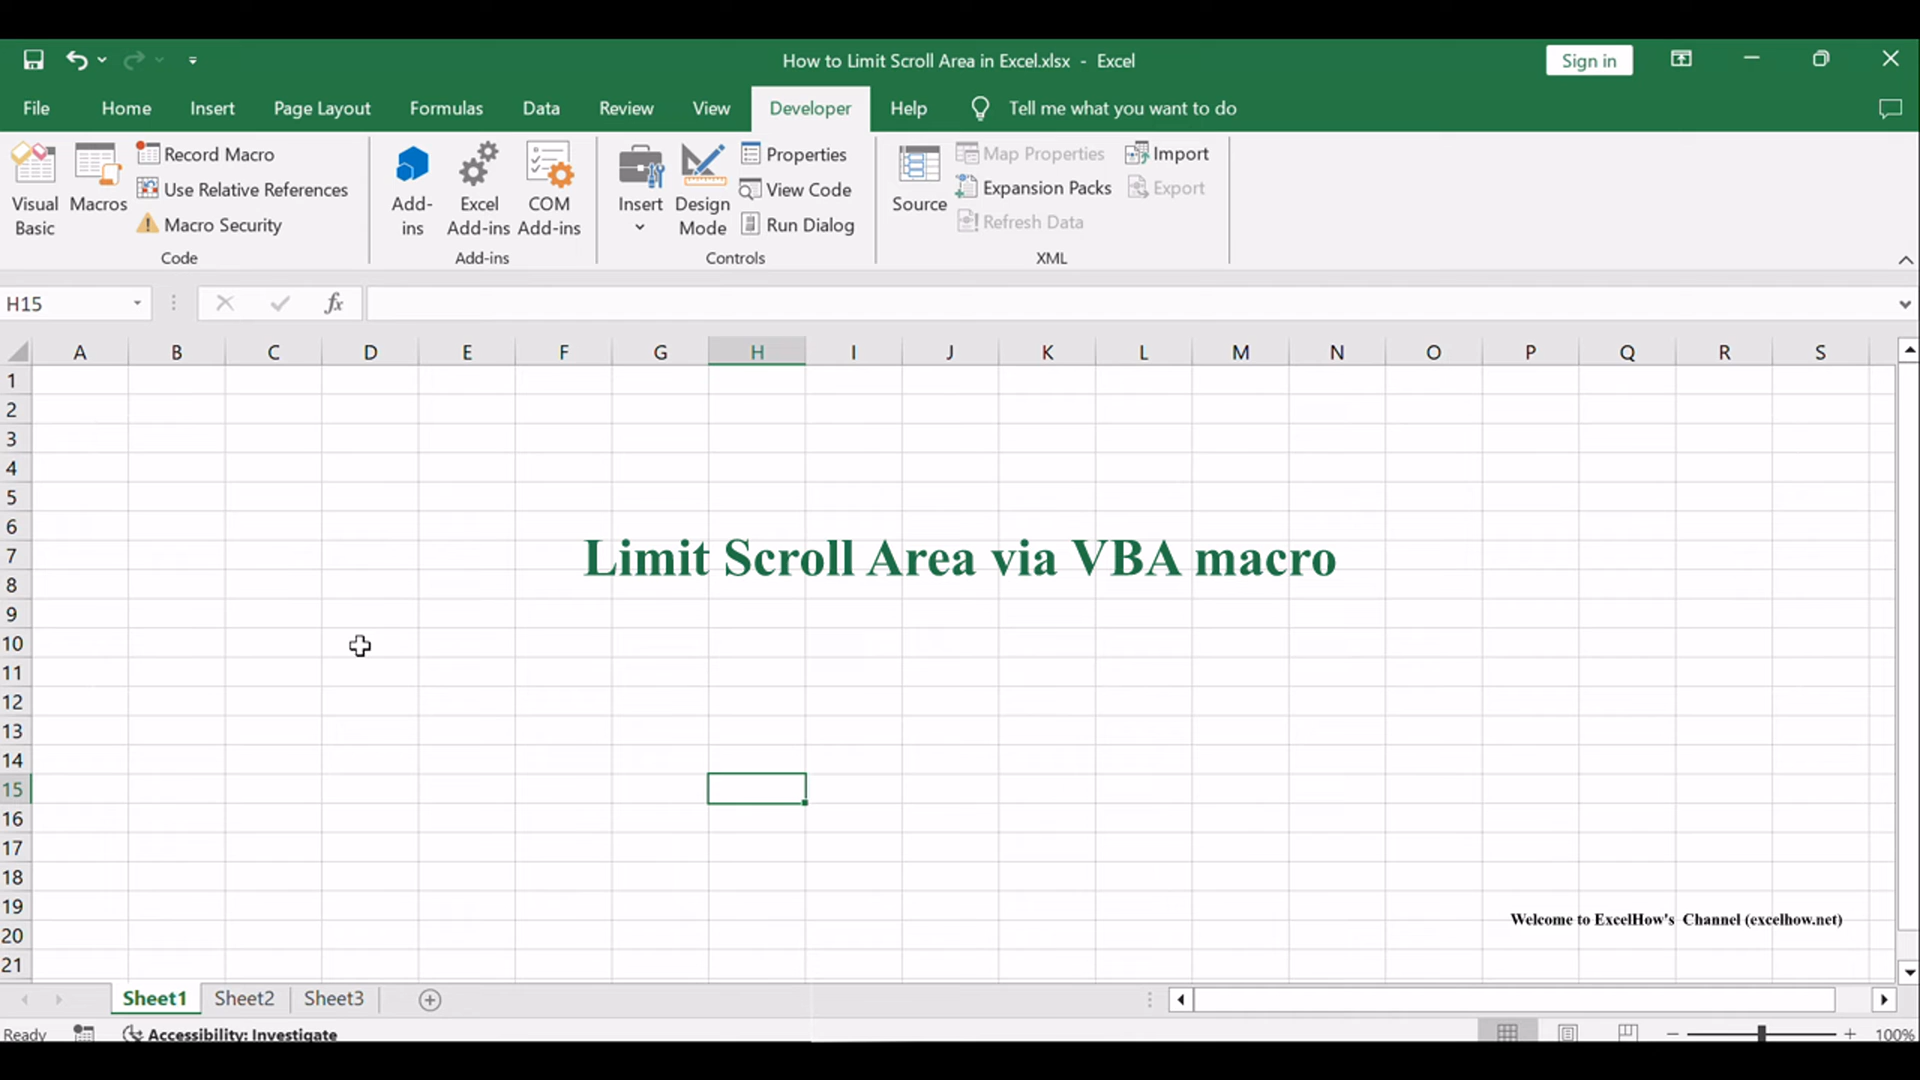 How to Limit Scroll Area in Excel.xlsx - Excel
Sign in
File Home Insert Page Layout Formulas Data Review View Developer Help Tell me what you want to do
Visual Basic
Macros
Record Macro
Use Relative References
Macro Security
Code
Add-ins
Excel Add-ins
COM Add-ins
Add-ins
Insert
Design Mode
Properties
View Code
Run Dialog
Controls
Source
Map Properties
Expansion Packs
Refresh Data
Import
Export
XML
H15
fx
A B C D E F G H I J K L M N O P Q R S
1
2
3
4
5
6
7
Limit Scroll Area via VBA macro
8
9
10
11
12
13
14
15
16
17
18
19
Welcome to ExcelHow's Channel (excelhow.net)
20
21
Sheet1 Sheet2 Sheet3
Ready
Accessibility: Investigate
100%